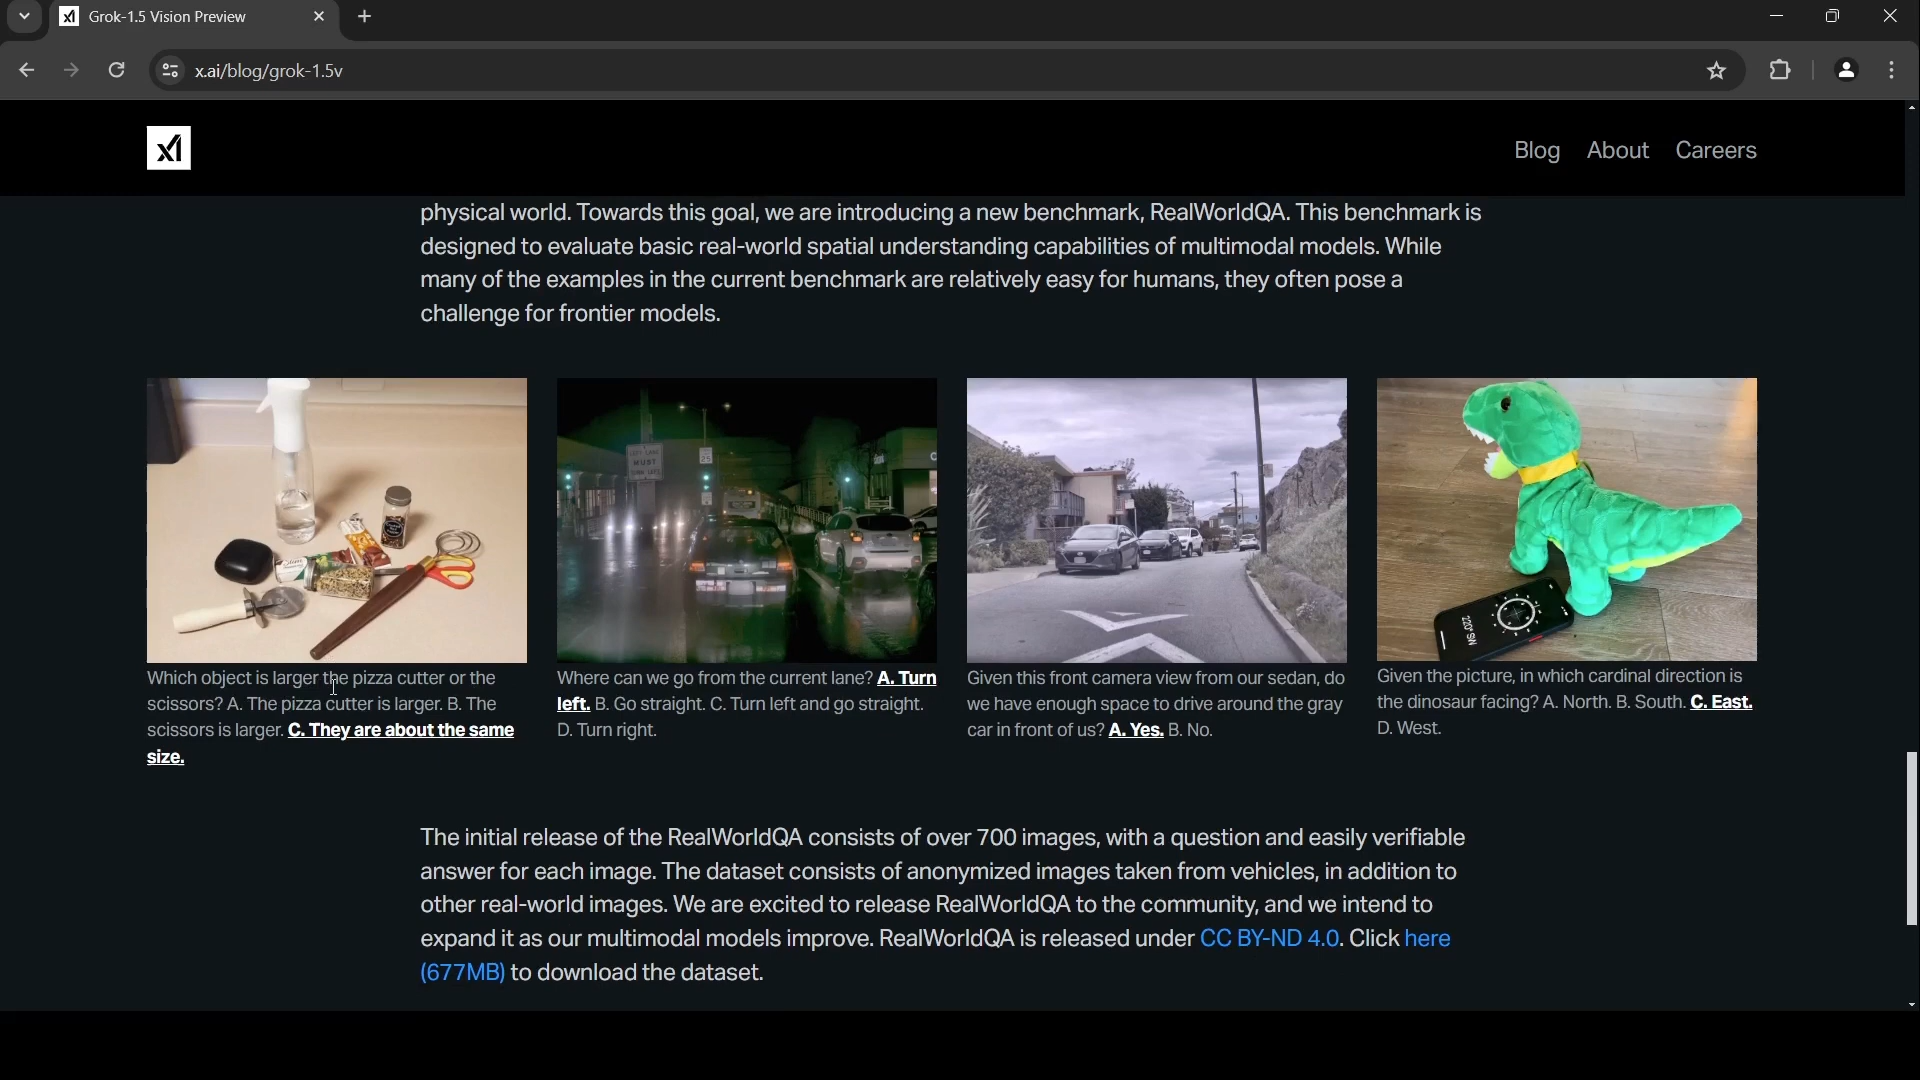 Grok-1.5 Vision Preview
x.ai/blog/grok-1.5v
xI
Blog About Careers
physical world. Towards this goal, we are introducing a new benchmark, RealWorldQA. This benchmark is
designed to evaluate basic real-world spatial understanding capabilities of multimodal models. While
many of the examples in the current benchmark are relatively easy for humans, they often pose a
challenge for frontier models.
MUST
25
220° SW
Which object is larger the pizza cutter or the
scissors? A. The pizza cutter is larger. B. The
scissors is larger. C. They are about the same
size.
Where can we go from the current lane? A. Turn
left. B. Go straight. C. Turn left and go straight.
D. Turn right.
Given this front camera view from our sedan, do
we have enough space to drive around the gray
car in front of us? A. Yes. B. No.
Given the picture, in which cardinal direction is
the dinosaur facing? A. North. B. South. C. East.
D. West.
The initial release of the RealWorldQA consists of over 700 images, with a question and easily verifiable
answer for each image. The dataset consists of anonymized images taken from vehicles, in addition to
other real-world images. We are excited to release RealWorldQA to the community, and we intend to
expand it as our multimodal models improve. RealWorldQA is released under CC BY-ND 4.0. Click here
(677MB) to download the dataset.